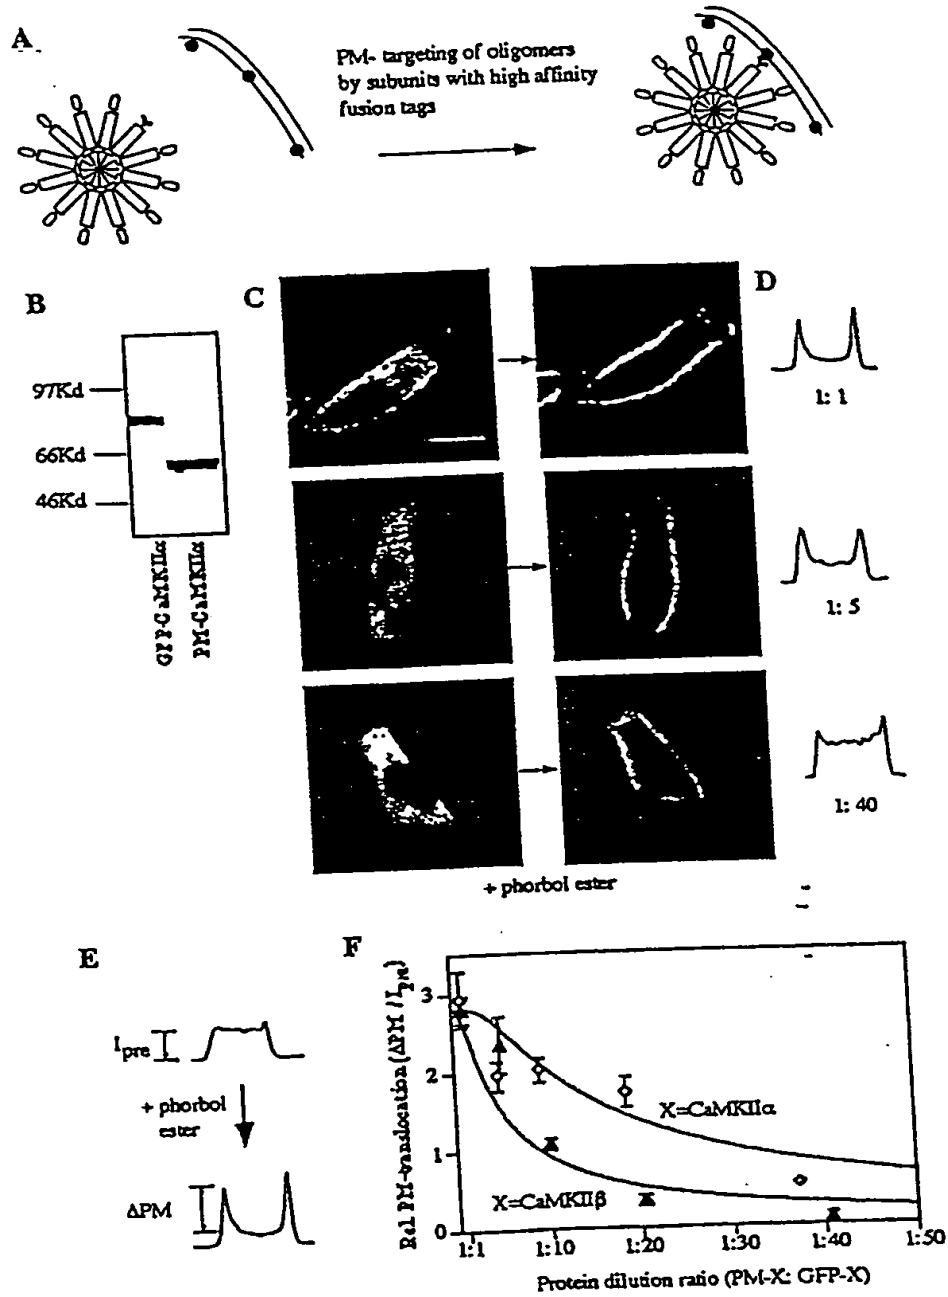 A
PM- targeting of oligomers
by subunits with high affinity
fusion tags
B
97Kd
66Kd
46Kd
GFP-CaMKIIα
PM-CaMKIIα
C
+ phorbol ester
D
1: 1
1: 5
1: 40
E
I pre
+ phorbol
ester
ΔPM
F
Rel PM-translocation (ΔPM / I pre)
3
2
1
0
X=CaMKIIα
X=CaMKIIβ
1:1 1:10 1:20 1:30 1:40 1:50
Protein dilution ratio (PM-X: GFP-X)